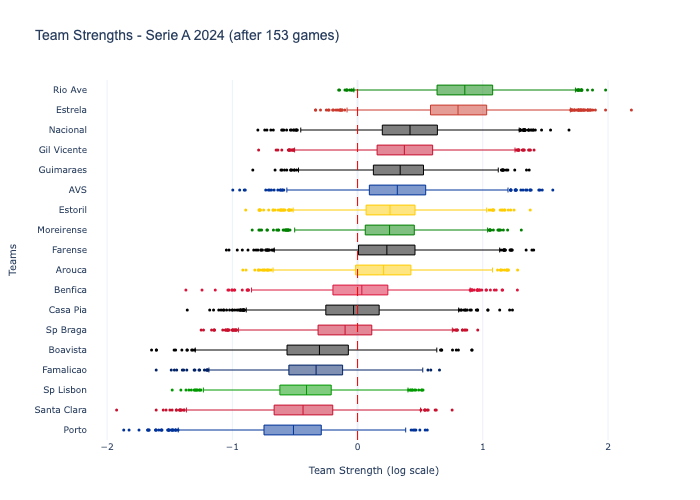 Team Strengths - Serie A 2024 (after 153 games)
Rio Ave
Estrela
Nacional
Gil Vicente
Guimaraes
AVS
Estoril
Moreirense
Farense
Arouca
Benfica
Casa Pia
Sp Braga
Boavista
Famalicao
Sp Lisbon
Santa Clara
Porto
Teams
−2 −1 0 1 2
Team Strength (log scale)